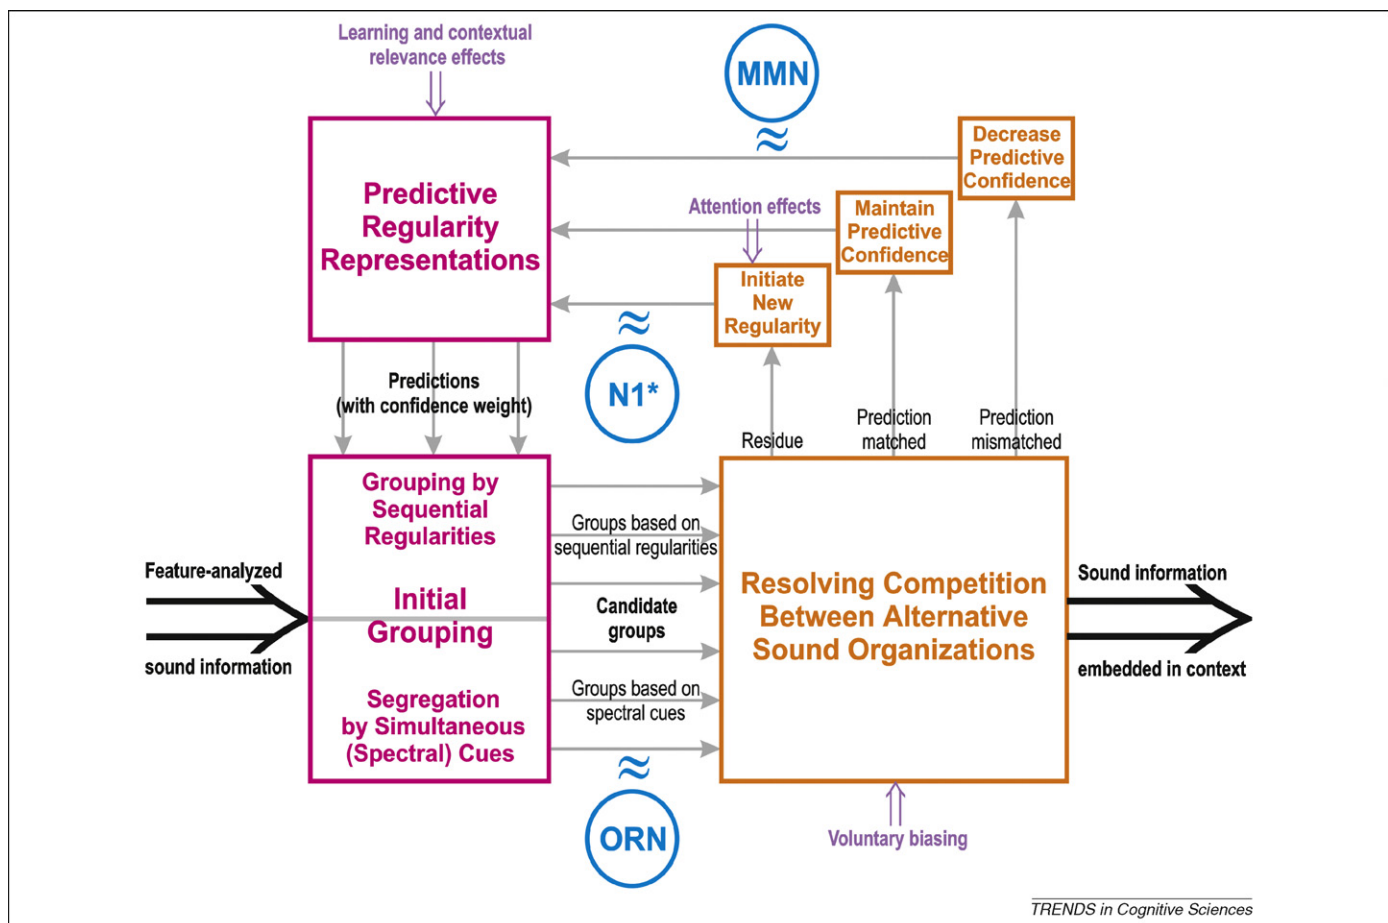 Learning and contextual
relevance effects
MMN
≈
Decrease
Predictive
Confidence
Predictive
Regularity
Representations
Attention effects
Maintain
Predictive
Confidence
Initiate
New
Regularity
≈
N1*
Predictions
(with confidence weight)
Residue
Prediction
matched
Prediction
mismatched
Grouping by
Sequential
Regularities
Groups based on
sequential regularities
Feature-analyzed
sound information
Initial
Grouping
Candidate
groups
Resolving Competition
Between Alternative
Sound Organizations
Sound information
embedded in context
Segregation
by Simultaneous
(Spectral) Cues
Groups based on
spectral cues
≈
ORN
Voluntary biasing
TRENDS in Cognitive Sciences